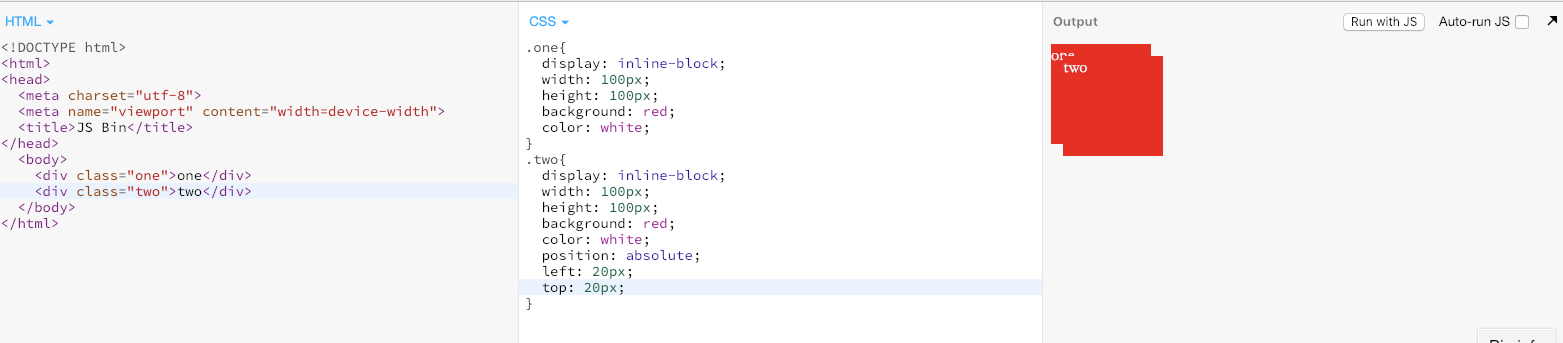 HTML
<!DOCTYPE html>
<html>
<head>
  <meta charset="utf-8">
  <meta name="viewport" content="width=device-width">
  <title>JS Bin</title>
</head>
  <body>
    <div class="one">one</div>
    <div class="two">two</div>
  </body>
</html>
CSS
.one{
  display: inline-block;
  width: 100px;
  height: 100px;
  background: red;
  color: white;
}
.two{
  display: inline-block;
  width: 100px;
  height: 100px;
  background: red;
  color: white;
  position: absolute;
  left: 20px;
  top: 20px;
}
Output Run with JS Auto-run JS
one
two